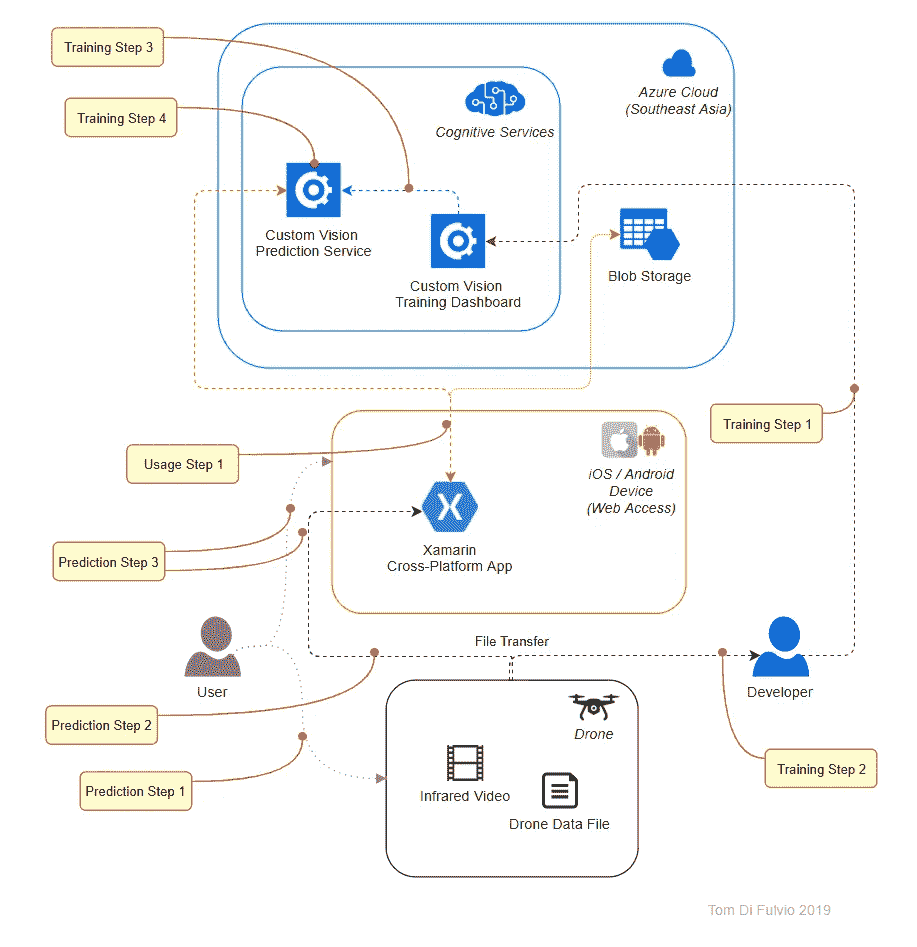 Training Step 3
Azure Cloud
(Southeast Asia)
Training Step 4
Cognitive Services
Custom Vision
Prediction Service
Custom Vision
Training Dashboard
Blob Storage
Training Step 1
Usage Step 1
iOS / Android
Device
(Web Access)
Xamarin
Cross-Platform App
Prediction Step 3
File Transfer
User
Developer
Prediction Step 2
Drone
Prediction Step 1
Infrared Video
Drone Data File
Training Step 2
Tom Di Fulvio 2019